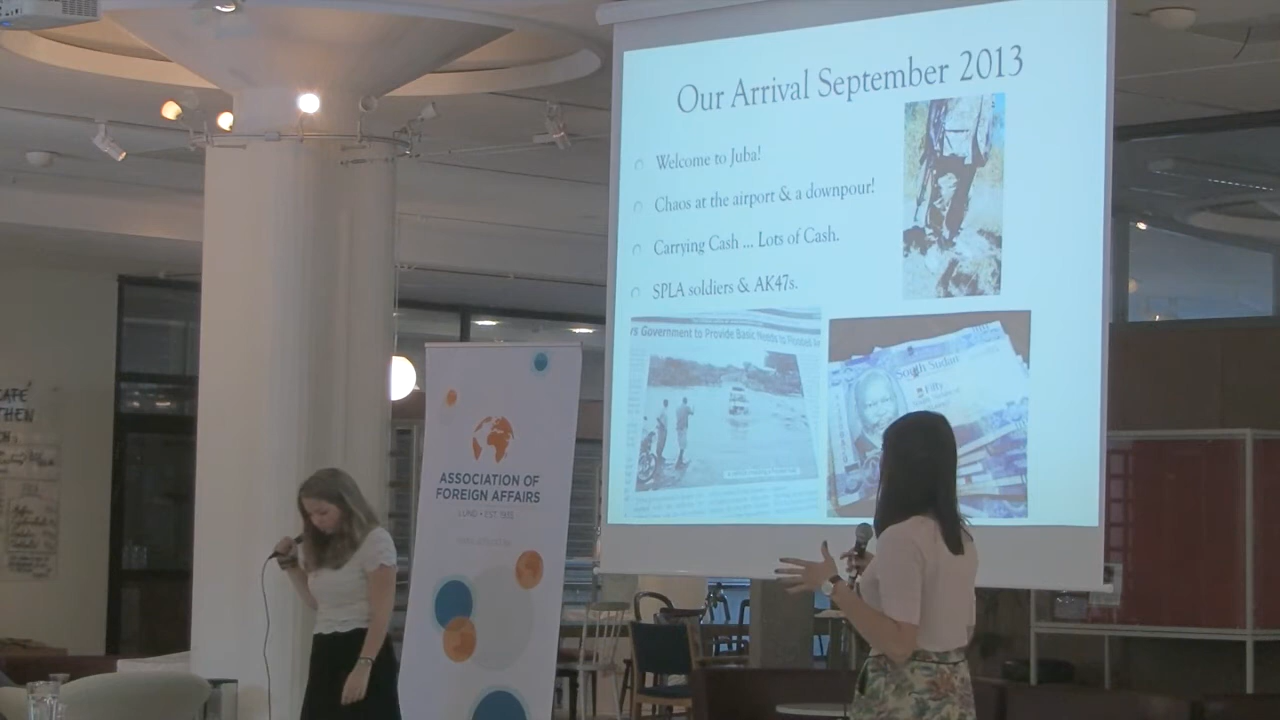 Our Arrival September 2013
Welcome to Juba!
Chaos at the airport & a downpour!
Carrying Cash ... Lots of Cash.
SPLA soldiers & AK47s.
Government to Provide Basic Needs to
South Sudan
Fifty
ASSOCIATION OF
FOREIGN AFFAIRS
LUND • EST. 1935